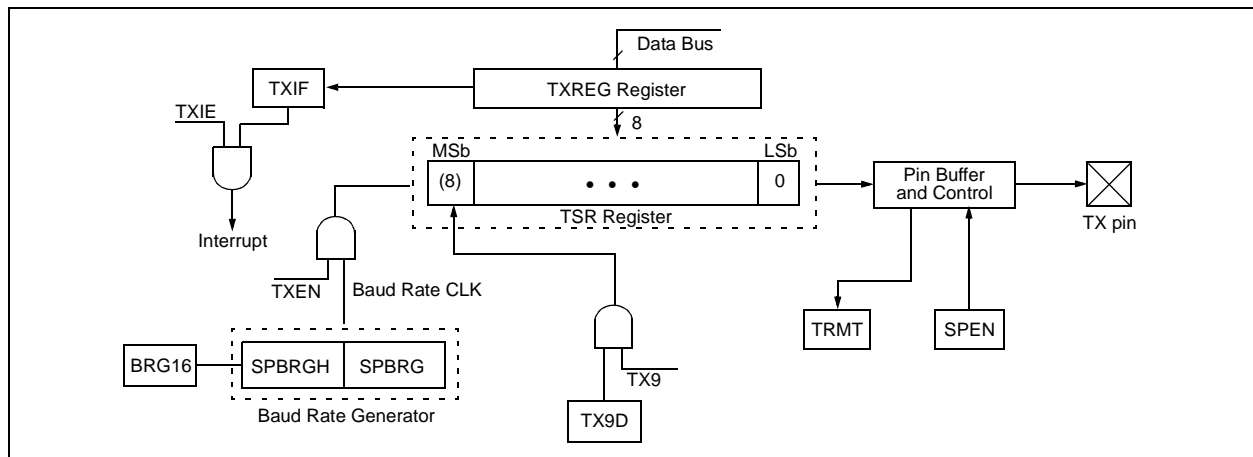 Data Bus
TXIF
TXREG Register
TXIE
8
MSb
LSb
(8)
• • •
0
Pin Buffer
and Control
TSR Register
TX pin
Interrupt
TXEN
Baud Rate CLK
TRMT
SPEN
BRG16
SPBRGH
SPBRG
TX9
Baud Rate Generator
TX9D